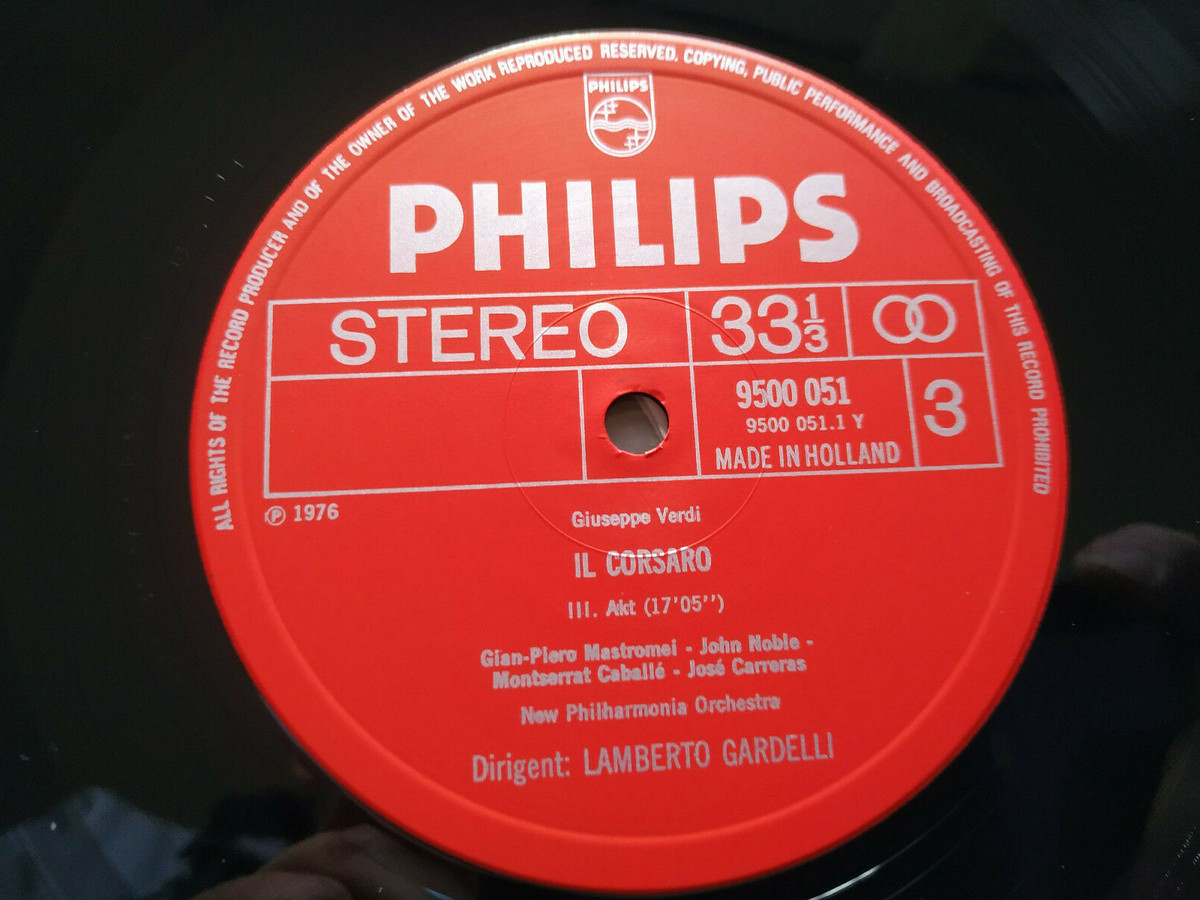 ALL RIGHTS OF THE RECORD PRODUCER AND OF THE OWNER OF THE WORK REPRODUCED RESERVED. COPYING, PUBLIC PERFORMANCE AND BROADCASTING OF THIS RECORD PROHIBITED
PHILIPS
PHILIPS
STEREO 33 1/3
9500 051
9500 051.1 Y
MADE IN HOLLAND
3
℗ 1976
Giuseppe Verdi
IL CORSARO
III. Akt (17'05'')
Gian-Piero Mastromei - John Noble -
Montserrat Caballé - José Carreras
New Philharmonia Orchestra
Dirigent: LAMBERTO GARDELLI